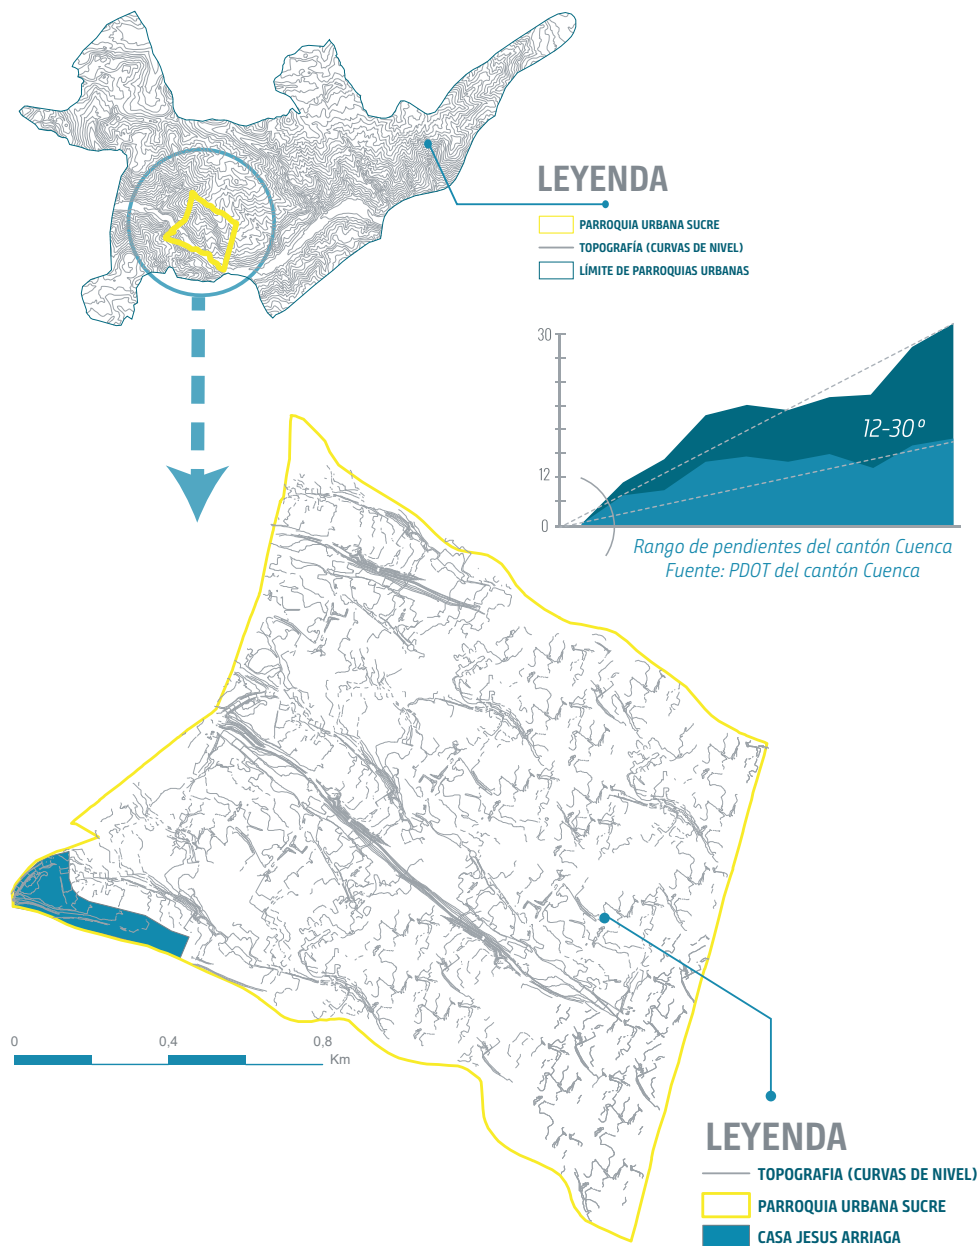 LEYENDA
PARROQUIA URBANA SUCRE
TOPOGRAFÍA (CURVAS DE NIVEL)
LÍMITE DE PARROQUIAS URBANAS
30
12
0
12-30º
Rango de pendientes del cantón Cuenca
Fuente: PDOT del cantón Cuenca
0 0,4 0,8
Km
LEYENDA
TOPOGRAFIA (CURVAS DE NIVEL)
PARROQUIA URBANA SUCRE
CASA JESUS ARRIAGA